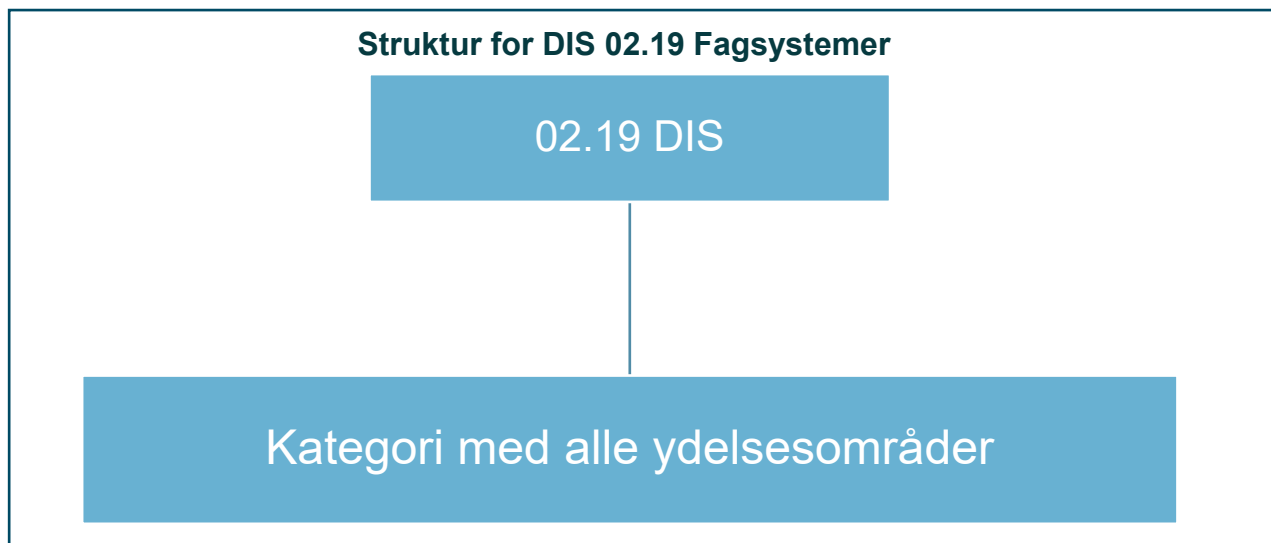 Struktur for DIS 02.19 Fagsystemer
02.19 DIS
Kategori med alle ydelsesområder